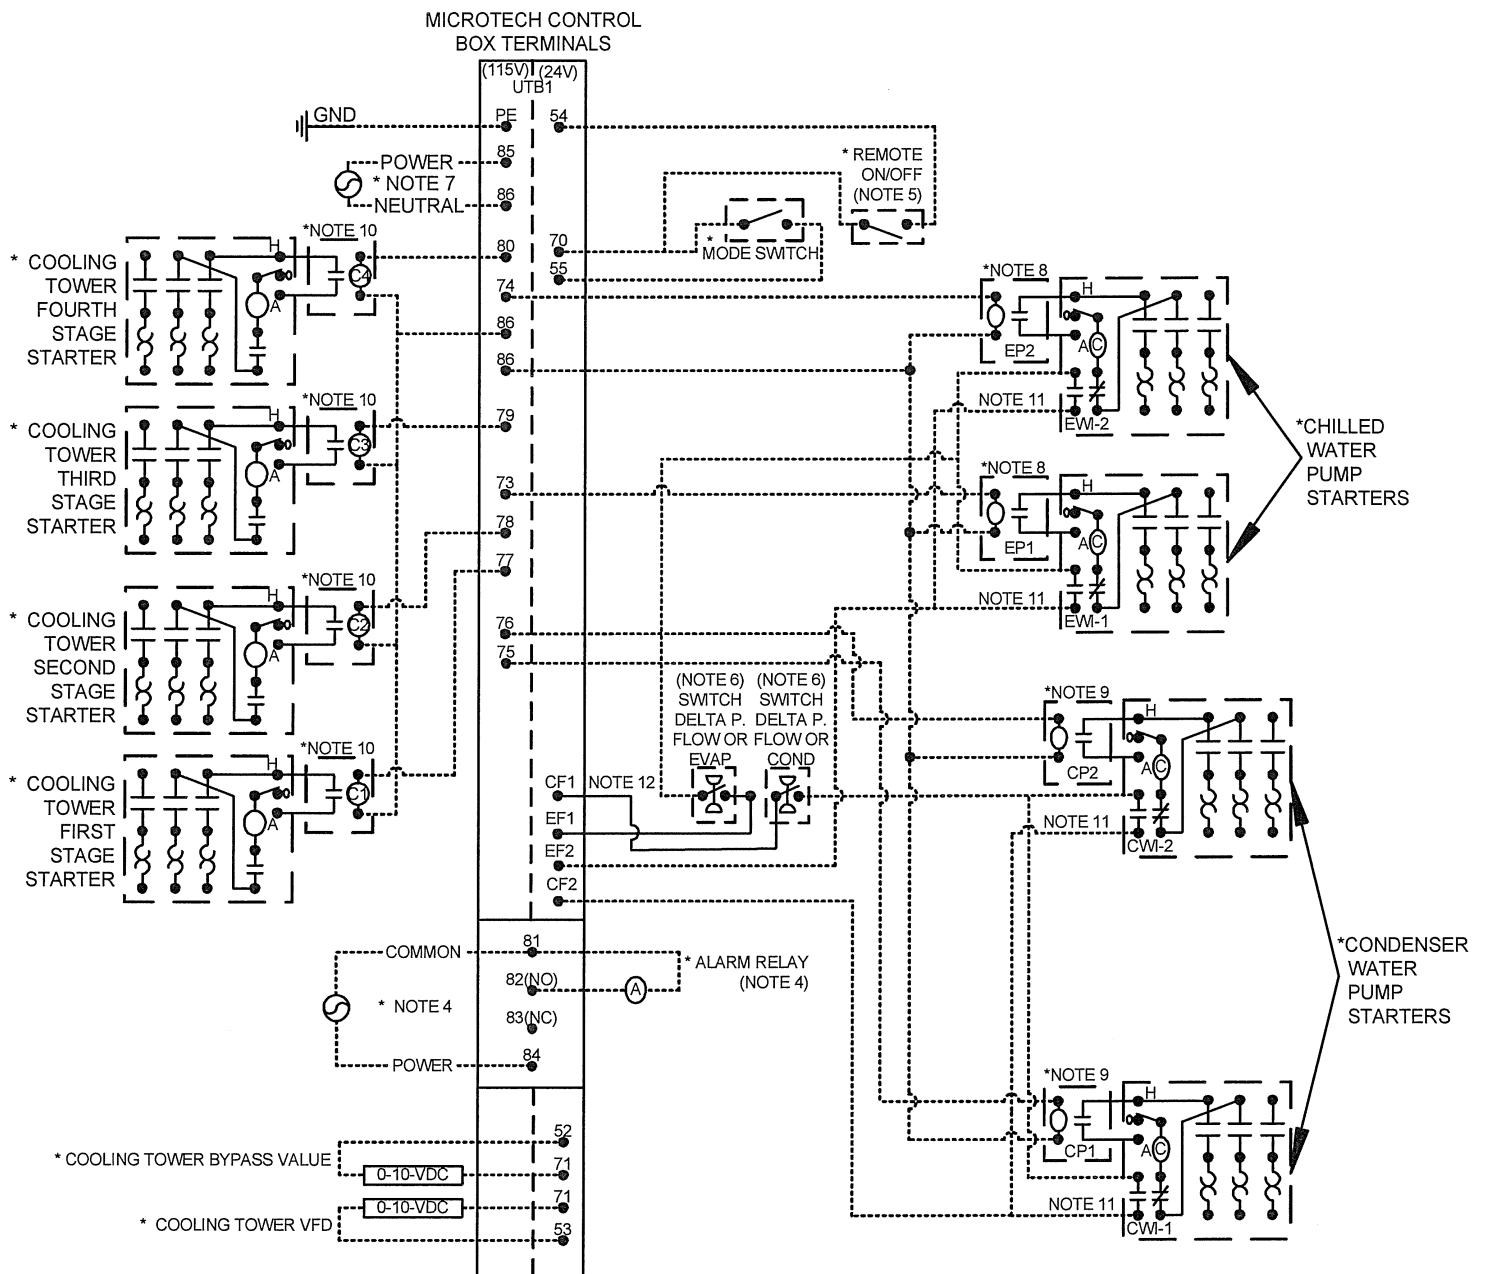 MICROTECH CONTROL
BOX TERMINALS
(115V) (24V)
UTB1
GND
PE
54
85
POWER
* NOTE 7
NEUTRAL
86
* REMOTE
ON/OFF
(NOTE 5)
*NOTE 10
H
C4
A
* COOLING
TOWER
FOURTH
STAGE
STARTER
80
70
*
MODE SWITCH
55
74
86
86
*NOTE 8
H
A C
EP2
NOTE 11
EWI-2
*NOTE 10
H
C3
A
* COOLING
TOWER
THIRD
STAGE
STARTER
79
73
78
77
*NOTE 8
H
A C
EP1
NOTE 11
EWI-1
*CHILLED
WATER
PUMP
STARTERS
*NOTE 10
H
C2
A
* COOLING
TOWER
SECOND
STAGE
STARTER
76
75
(NOTE 6)
SWITCH
DELTA P.
FLOW OR
EVAP
(NOTE 6)
SWITCH
DELTA P.
FLOW OR
COND
*NOTE 9
H
A C
CP2
NOTE 11
CWI-2
*NOTE 10
H
C1
A
* COOLING
TOWER
FIRST
STAGE
STARTER
CF1
NOTE 12
EF1
EF2
CF2
COMMON
81
* ALARM RELAY
(NOTE 4)
82(NO)
A
* NOTE 4
83(NC)
POWER
84
*CONDENSER
WATER
PUMP
STARTERS
*NOTE 9
H
A C
CP1
NOTE 11
CWI-1
52
* COOLING TOWER BYPASS VALUE
0-10-VDC
71
0-10-VDC
71
* COOLING TOWER VFD
53